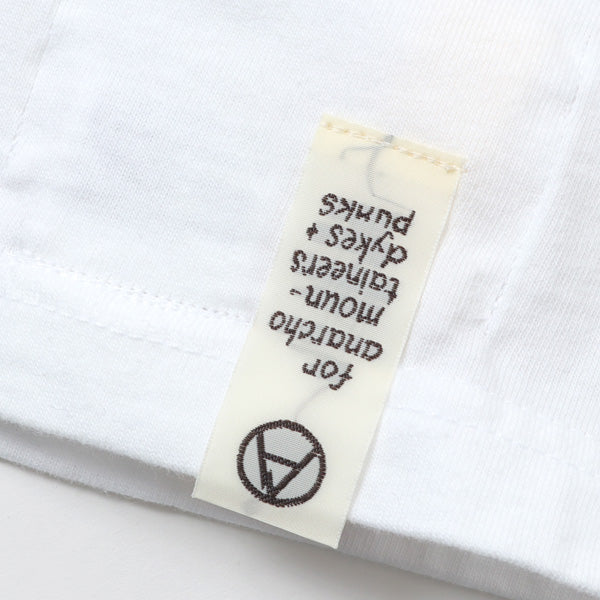 for
anarcho
moun-
taineers
dykes +
punks